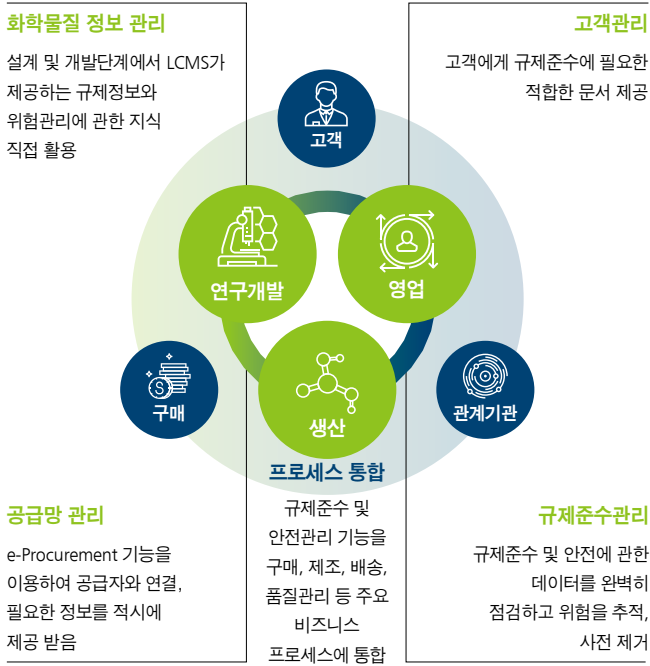 화학물질 정보 관리
설계 및 개발단계에서 LCMS가
제공하는 규제정보와
위험관리에 관한 지식
직접 활용
고객관리
고객에게 규제준수에 필요한
적합한 문서 제공
고객
연구개발
영업
구매
생산
관계기관
프로세스 통합
규제준수 및
안전관리 기능을
구매, 제조, 배송,
품질관리 등 주요
비즈니스
프로세스에 통합
공급망 관리
e-Procurement 기능을
이용하여 공급자와 연결,
필요한 정보를 적시에
제공 받음
규제준수관리
규제준수 및 안전에 관한
데이터를 완벽히
점검하고 위험을 추적,
사전 제거